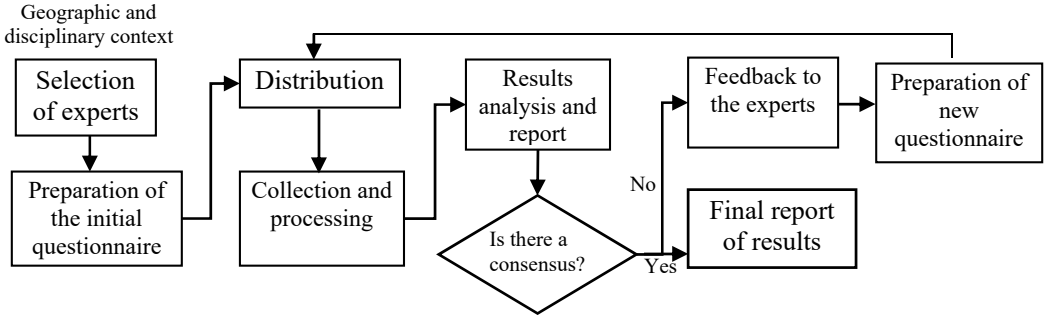 Geographic and
disciplinary context
Selection
of experts
Preparation of
the initial
questionnaire
Distribution
Collection and
processing
Results
analysis and
report
Is there a
consensus?
No
Yes
Feedback to
the experts
Preparation of
new
questionnaire
Final report
of results